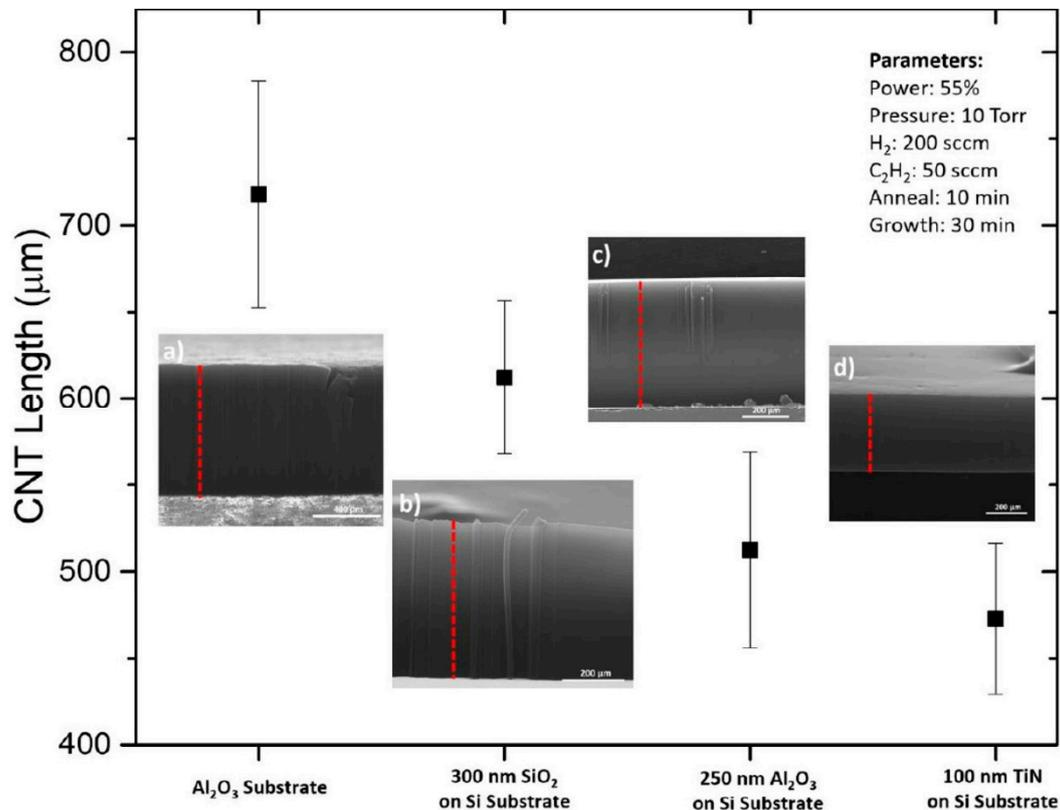 800
700
600
500
400
CNT Length (μm)
Parameters:
Power: 55%
Pressure: 10 Torr
H₂: 200 sccm
C₂H₂: 50 sccm
Anneal: 10 min
Growth: 30 min
a)
400 μm
b)
200 μm
c)
200 μm
d)
200 μm
Al₂O₃ Substrate
300 nm SiO₂
on Si Substrate
250 nm Al₂O₃
on Si Substrate
100 nm TiN
on Si Substrate